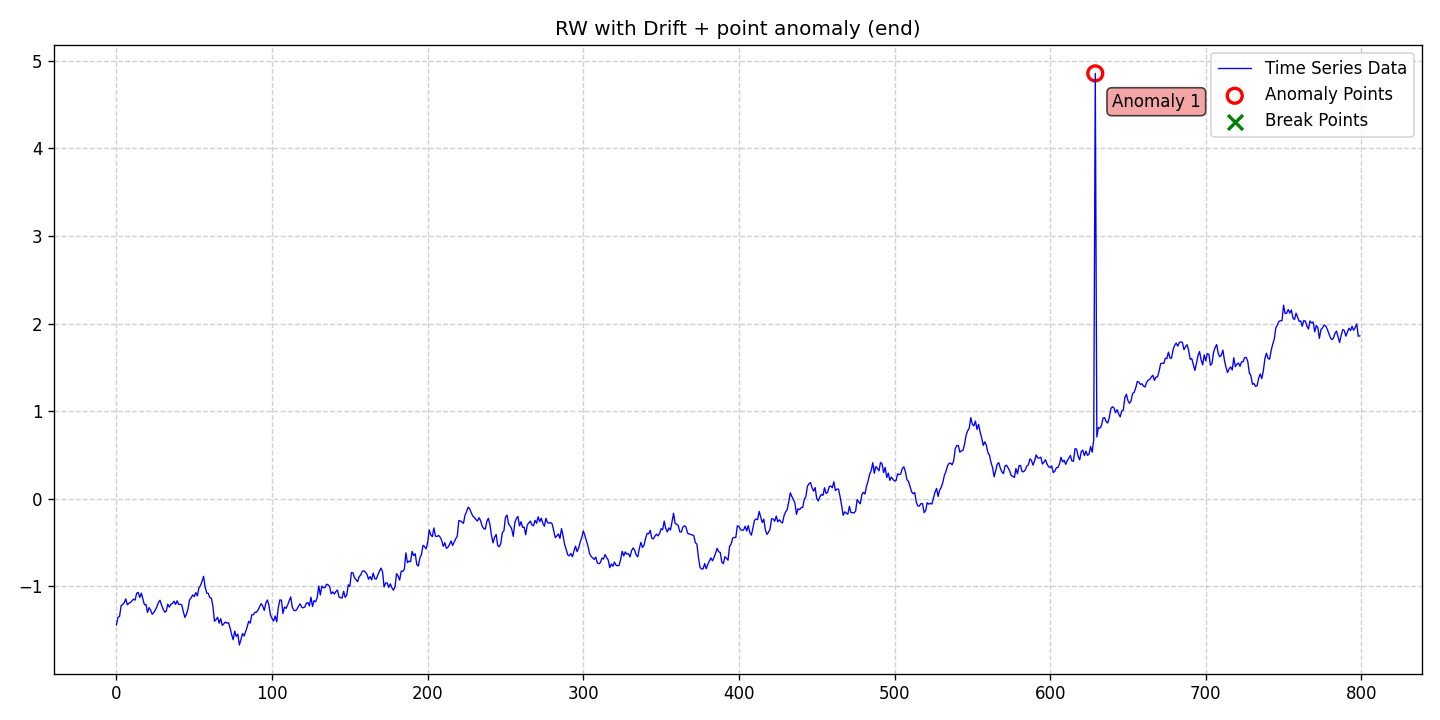 RW with Drift + point anomaly (end)
5
4
3
2
1
0
−1
Anomaly 1
Time Series Data
Anomaly Points
Break Points
0 100 200 300 400 500 600 700 800